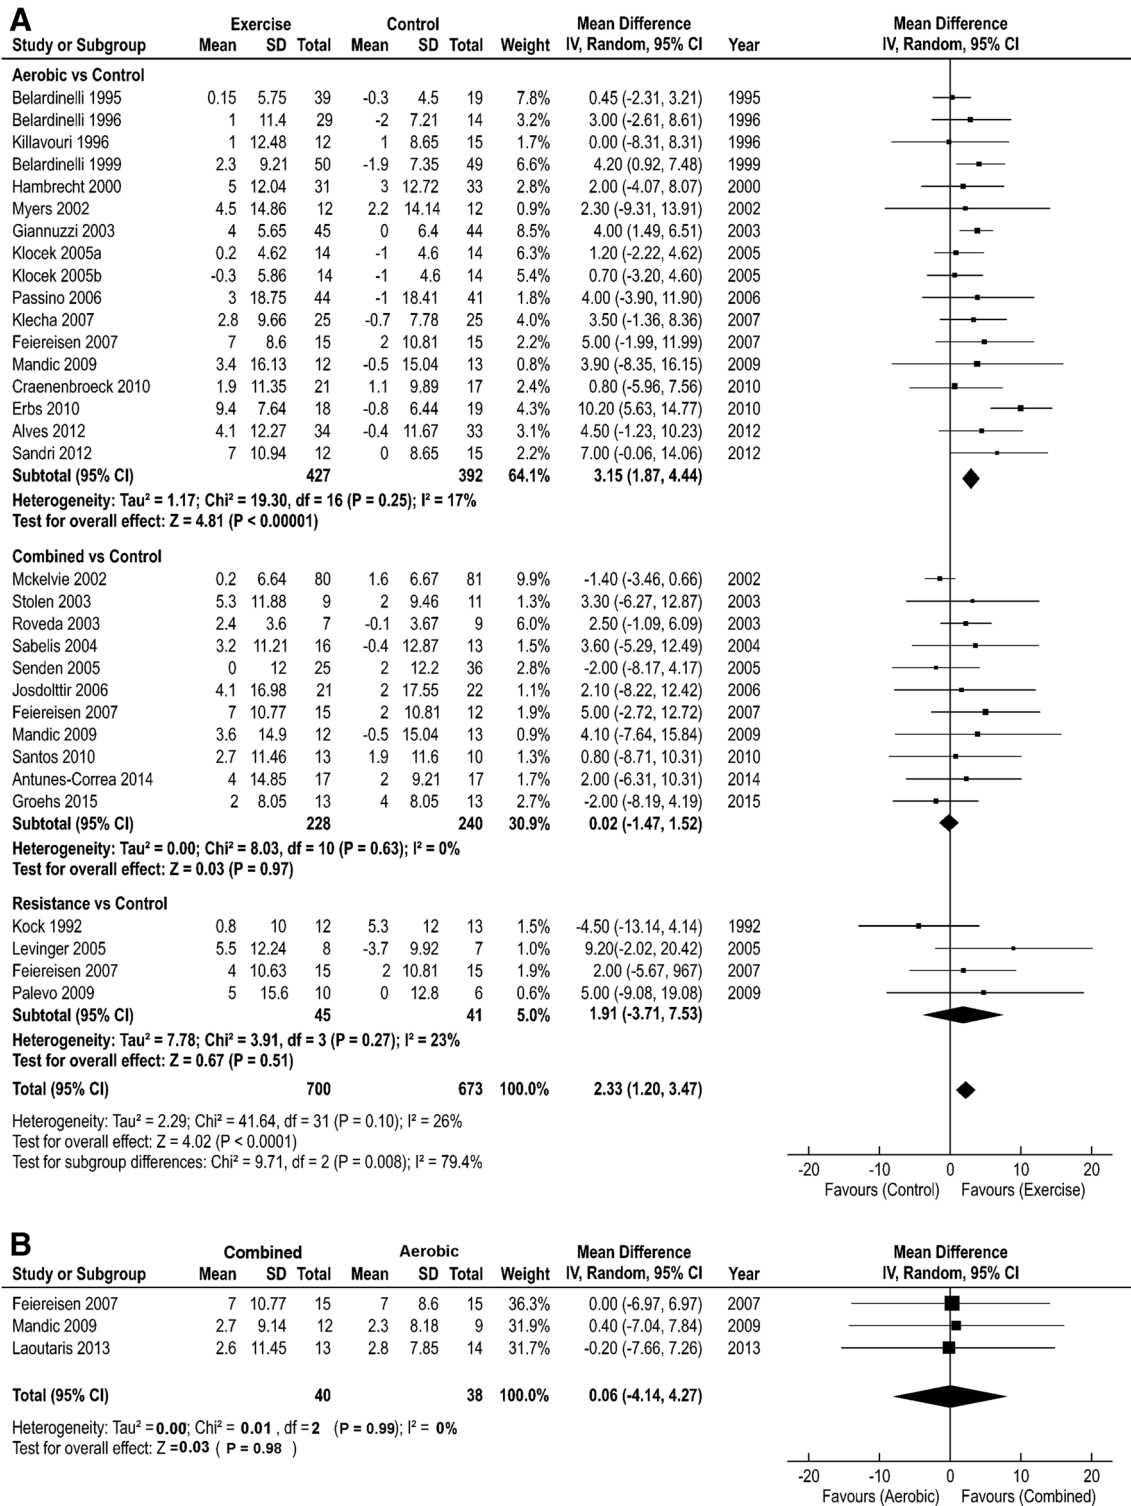 A
Exercise Control Mean Difference Mean Difference
Study or Subgroup Mean SD Total Mean SD Total Weight IV, Random, 95% CI Year IV, Random, 95% CI
Aerobic vs Control
Belardinelli 1995 0.15 5.75 39 -0.3 4.5 19 7.8% 0.45 (-2.31, 3.21) 1995
Belardinelli 1996 1 11.4 29 -2 7.21 14 3.2% 3.00 (-2.61, 8.61) 1996
Killavouri 1996 1 12.48 12 1 8.65 15 1.7% 0.00 (-8.31, 8.31) 1996
Belardinelli 1999 2.3 9.21 50 -1.9 7.35 49 6.6% 4.20 (0.92, 7.48) 1999
Hambrecht 2000 5 12.04 31 3 12.72 33 2.8% 2.00 (-4.07, 8.07) 2000
Myers 2002 4.5 14.86 12 2.2 14.14 12 0.9% 2.30 (-9.31, 13.91) 2002
Giannuzzi 2003 4 5.65 45 0 6.4 44 8.5% 4.00 (1.49, 6.51) 2003
Klocek 2005a 0.2 4.62 14 -1 4.6 14 6.2% 1.20 (-2.22, 4.62) 2005
Klocek 2005b -0.3 5.86 14 -1 4.6 14 5.4% 0.70 (-3.20, 4.60) 2005
Passino 2006 3 18.75 44 -1 18.41 41 1.8% 4.00 (-3.90, 11.90) 2006
Klecha 2007 2.8 9.66 25 -0.7 7.78 25 4.0% 3.50 (-1.36, 8.36) 2007
Feiereisen 2007 7 8.6 15 2 10.81 15 2.2% 5.00 (-1.99, 11.99) 2007
Mandic 2009 3.4 16.13 12 -0.5 15.04 13 0.8% 3.90 (-8.35, 16.15) 2009
Craenenbroeck 2010 1.9 11.35 21 1.1 9.89 17 2.4% 0.80 (-5.96, 7.56) 2010
Erbs 2010 9.4 7.64 18 -0.8 6.44 19 4.3% 10.20 (5.63, 14.77) 2010
Alves 2012 4.1 12.27 34 -0.4 11.67 33 3.1% 4.50 (-1.23, 10.23) 2012
Sandri 2012 7 10.94 12 0 8.65 15 2.2% 7.00 (-0.06, 14.06) 2012
Subtotal (95% CI) 427 392 64.1% 3.15 (1.87, 4.44)
Heterogeneity: Tau² = 1.17; Chi² = 19.30, df = 16 (P = 0.25); I² = 17%
Test for overall effect: Z = 4.81 (P < 0.00001)
Combined vs Control
Mckelvie 2002 0.2 6.64 80 1.6 6.67 81 9.9% -1.40 (-3.46, 0.66) 2002
Stolen 2003 5.3 11.88 9 2 9.46 11 1.3% 3.30 (-6.27, 12.87) 2003
Roveda 2003 2.4 3.6 7 -0.1 3.67 9 6.0% 2.50 (-1.09, 6.09) 2003
Sabelis 2004 3.2 11.21 16 -0.4 12.87 13 1.5% 3.60 (-5.29, 12.49) 2004
Senden 2005 0 12 25 2 12.2 36 2.8% -2.00 (-8.17, 4.17) 2005
Josdolttir 2006 4.1 16.98 21 2 17.55 22 1.1% 2.10 (-8.22, 12.42) 2006
Feiereisen 2007 7 10.77 15 2 10.81 12 1.9% 5.00 (-2.72, 12.72) 2007
Mandic 2009 3.6 14.9 12 -0.5 15.04 13 0.9% 4.10 (-7.64, 15.84) 2009
Santos 2010 2.7 11.46 13 1.9 11.6 10 1.4% 0.80 (-8.71, 10.31) 2010
Antunes-Correa 2014 4 14.85 17 2 9.21 17 1.7% 2.00 (-6.31, 10.31) 2014
Groehs 2015 2 8.05 13 4 8.05 13 2.7% -2.00 (-8.19, 4.19) 2015
Subtotal (95% CI) 228 240 30.9% 0.02 (-1.47, 1.52)
Heterogeneity: Tau² = 0.00; Chi² = 8.03, df = 10 (P = 0.63); I² = 0%
Test for overall effect: Z = 0.03 (P = 0.97)
Resistance vs Control
Kock 1992 0.8 10 12 5.3 12 13 1.5% -4.50 (-13.14, 4.14) 1992
Levinger 2005 5.5 12.24 8 -3.7 9.92 7 1.0% 9.20(-2.02, 20.42) 2005
Feiereisen 2007 4 10.63 15 2 10.81 15 1.9% 2.00 (-5.67, 967) 2007
Palevo 2009 5 15.6 10 0 12.8 6 0.6% 5.00 (-9.08, 19.08) 2009
Subtotal (95% CI) 45 41 5.0% 1.91 (-3.71, 7.53)
Heterogeneity: Tau² = 7.78; Chi² = 3.91, df = 3 (P = 0.27); I² = 23%
Test for overall effect: Z = 0.67 (P = 0.51)
Total (95% CI) 700 673 100.0% 2.33 (1.20, 3.47)
Heterogeneity: Tau² = 2.29; Chi² = 41.64, df = 31 (P = 0.10); I² = 26%
Test for overall effect: Z = 4.02 (P < 0.0001)
Test for subgroup differences: Chi² = 9.71, df = 2 (P = 0.008); I² = 79.4%
-20 -10 0 10 20
Favours (Control) Favours (Exercise)
B
Combined Aerobic Mean Difference Mean Difference
Study or Subgroup Mean SD Total Mean SD Total Weight IV, Random, 95% CI Year IV, Random, 95% CI
Feiereisen 2007 7 10.77 15 7 8.6 15 36.3% 0.00 (-6.97, 6.97) 2007
Mandic 2009 2.7 9.14 12 2.3 8.18 9 31.9% 0.40 (-7.04, 7.84) 2009
Laoutaris 2013 2.6 11.45 13 2.8 7.85 14 31.7% -0.20 (-7.66, 7.26) 2013
Total (95% CI) 40 38 100.0% 0.06 (-4.14, 4.27)
Heterogeneity: Tau² = 0.00; Chi² = 0.01 , df = 2 (P = 0.99); I² = 0%
Test for overall effect: Z =0.03 ( P = 0.98 )
-20 -10 0 10 20
Favours (Aerobic) Favours (Combined)